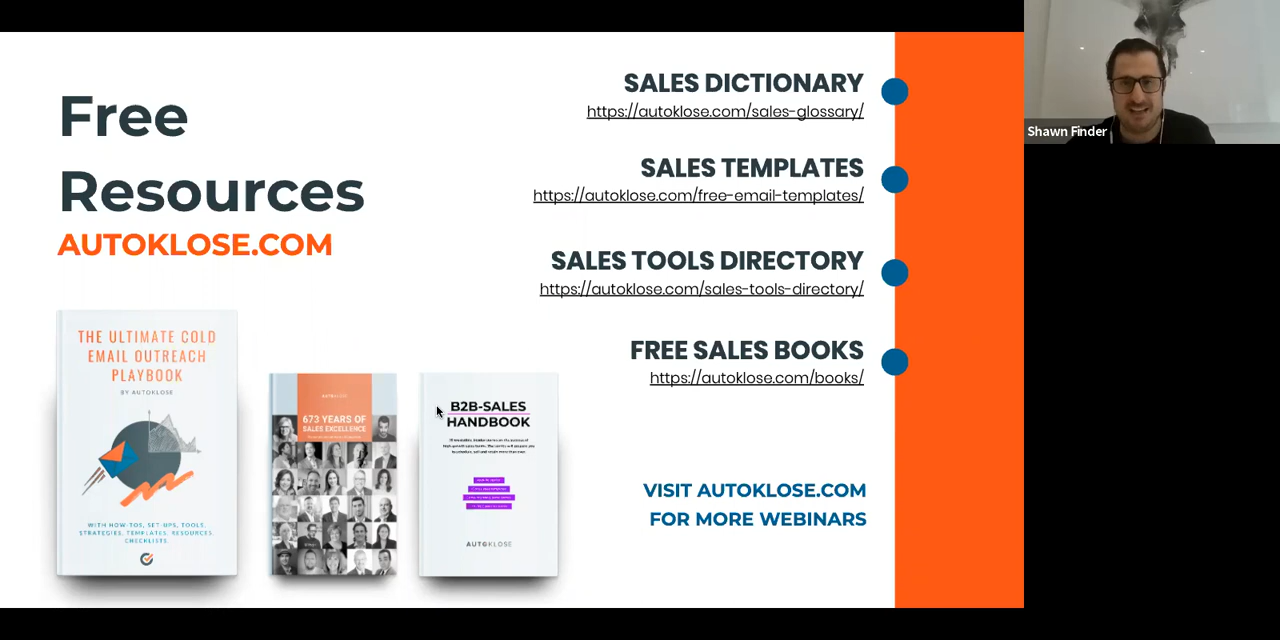 Free
Resources
AUTOKLOSE.COM
SALES DICTIONARY
https://autoklose.com/sales-glossary/
SALES TEMPLATES
https://autoklose.com/free-email-templates/
SALES TOOLS DIRECTORY
https://autoklose.com/sales-tools-directory/
FREE SALES BOOKS
https://autoklose.com/books/
VISIT AUTOKLOSE.COM
FOR MORE WEBINARS
THE ULTIMATE COLD
EMAIL OUTREACH
PLAYBOOK
BY AUTOKLOSE
WITH HOW-TOS, SET-UPS, TOOLS,
STRATEGIES, TEMPLATES, RESOURCES,
CHECKLISTS
673 YEARS OF
SALES EXCELLENCE
B2B-SALES
HANDBOOK
AUTOKLOSE
Shawn Finder